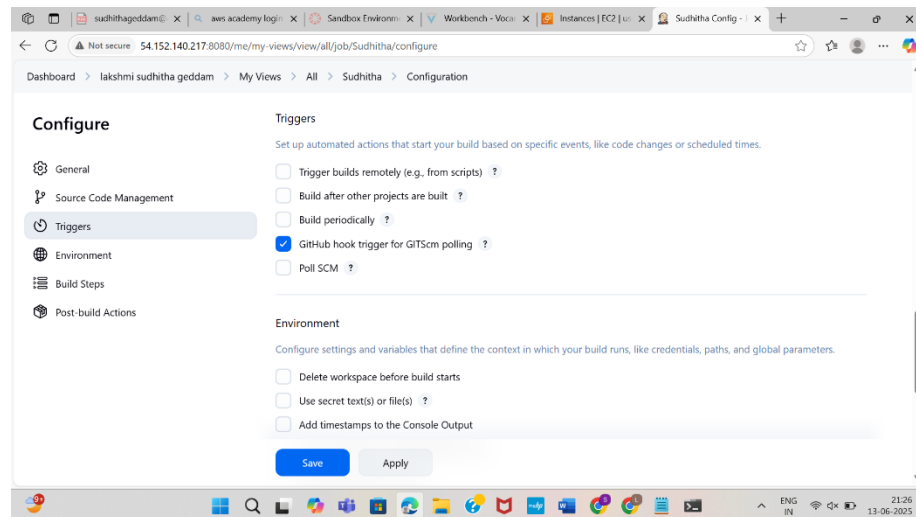 sudhithageddam@
aws academy login
Sandbox Environm
Workbench - Voca
Instances | EC2 | us
Sudhitha Config - J
Not secure 54.152.140.217:8080/me/my-views/view/all/job/Sudhitha/configure
Dashboard > lakshmi sudhitha geddam > My Views > All > Sudhitha > Configuration
Configure
General
Source Code Management
Triggers
Environment
Build Steps
Post-build Actions
Triggers
Set up automated actions that start your build based on specific events, like code changes or scheduled times.
Trigger builds remotely (e.g., from scripts) ?
Build after other projects are built ?
Build periodically ?
GitHub hook trigger for GITScm polling ?
Poll SCM ?
Environment
Configure settings and variables that define the context in which your build runs, like credentials, paths, and global parameters.
Delete workspace before build starts
Use secret text(s) or file(s) ?
Add timestamps to the Console Output
Save Apply
9+
ENG
IN
21:26
13-06-2025